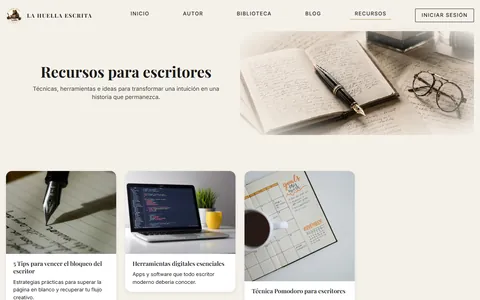 LA HUELLA ESCRITA
INICIO
AUTOR
BIBLIOTECA
BLOG
RECURSOS
INICIAR SESIÓN
Recursos para escritores
Técnicas, herramientas e ideas para transformar una intuición en una
historia que permanezca.
5 Tips para vencer el bloqueo del
escritor
Estrategias prácticas para superar la
página en blanco y recuperar tu flujo
creativo.
Herramientas digitales esenciales
Apps y software que todo escritor
moderno debería conocer.
goals
Técnica Pomodoro para escritores